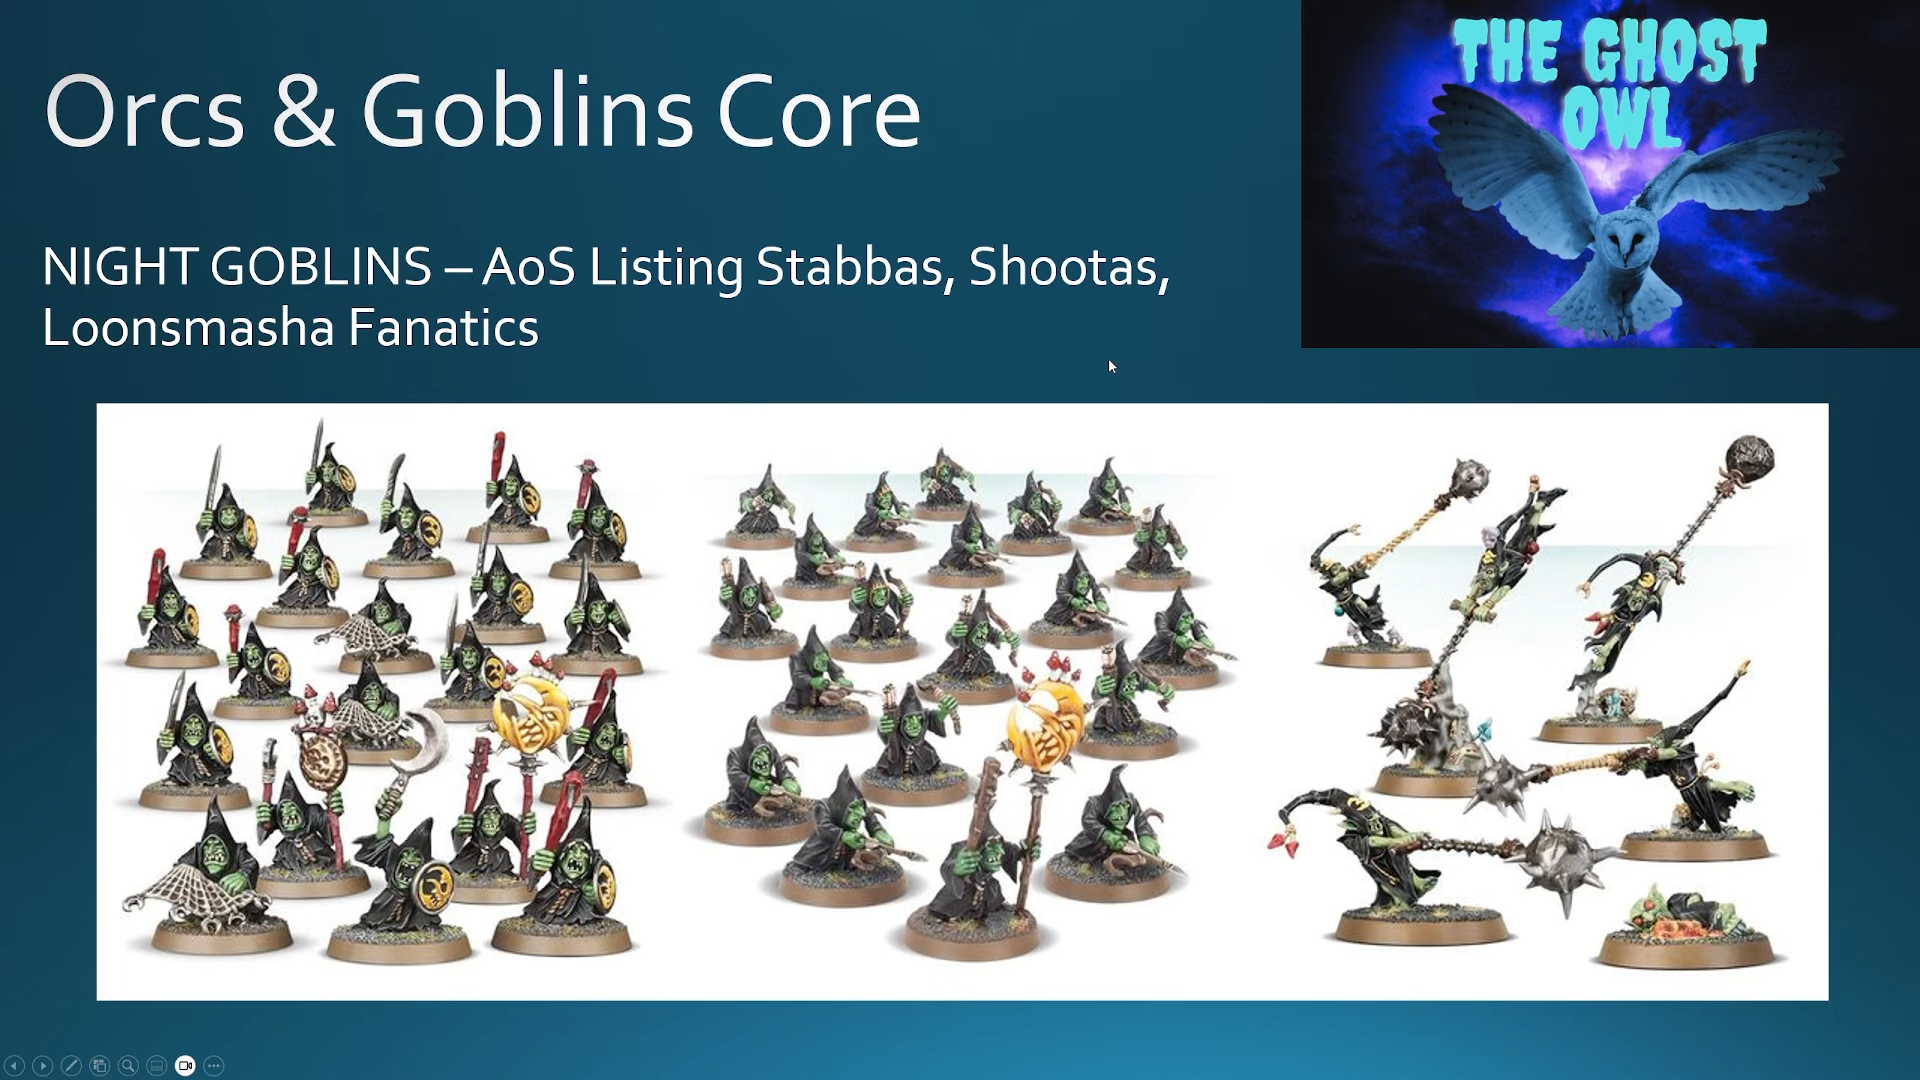 Orcs & Goblins Core
THE GHOST
OWL
NIGHT GOBLINS – AoS Listing Stabbas, Shootas,
Loonsmasha Fanatics